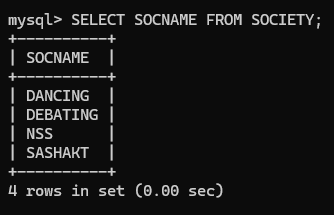 mysql> SELECT SOCNAME FROM SOCIETY;
+----------+
| SOCNAME  |
+----------+
| DANCING  |
| DEBATING |
| NSS      |
| SASHAKT  |
+----------+
4 rows in set (0.00 sec)